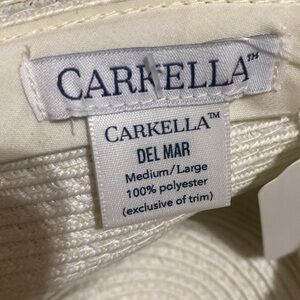 CARKELLA™
CARKELLA™
DEL MAR
Medium/Large
100% polyester
(exclusive of trim)